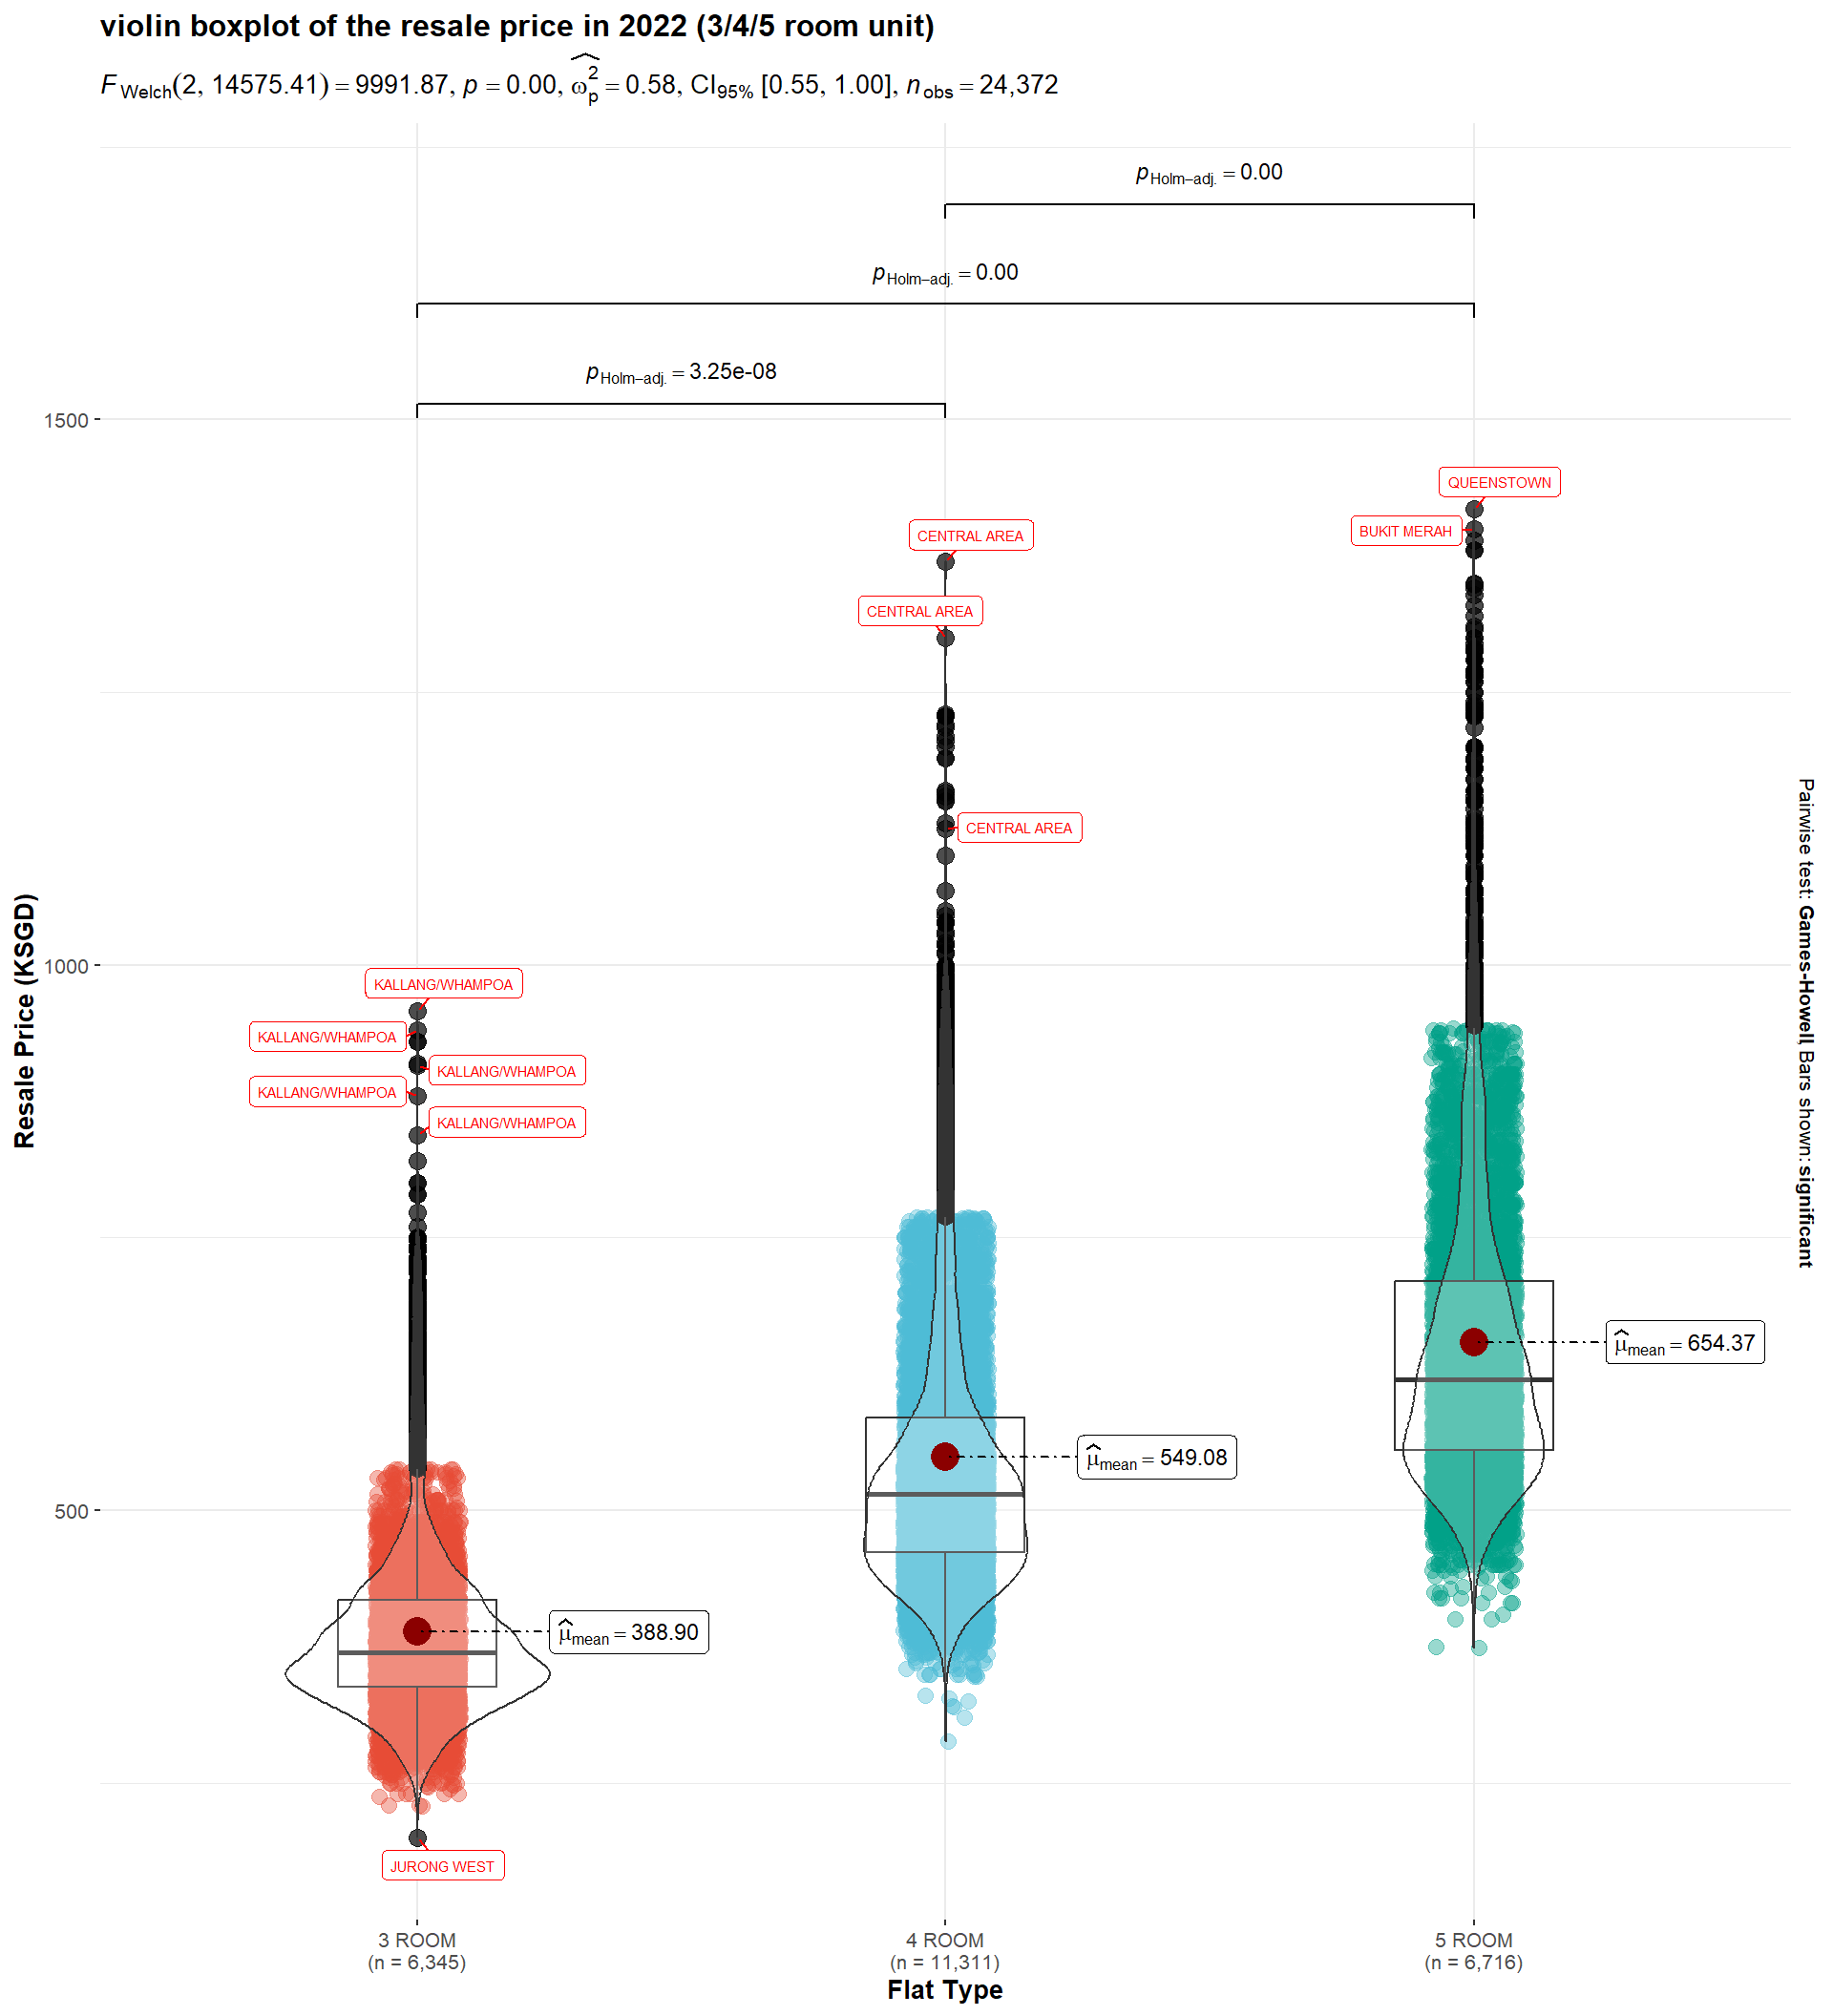 violin boxplot of the resale price in 2022 (3/4/5 room unit)
F Welch(2, 14575.41) = 9991.87, p = 0.00, ω̂²p = 0.58, CI95% [0.55, 1.00], nobs = 24,372
pHolm−adj. = 0.00
pHolm−adj. = 0.00
pHolm−adj. = 3.25e-08
1500
QUEENSTOWN
BUKIT MERAH
CENTRAL AREA
CENTRAL AREA
CENTRAL AREA
1000
KALLANG/WHAMPOA
KALLANG/WHAMPOA
KALLANG/WHAMPOA
KALLANG/WHAMPOA
KALLANG/WHAMPOA
μ̂mean = 654.37
μ̂mean = 549.08
500
μ̂mean = 388.90
JURONG WEST
Resale Price (KSGD)
Pairwise test: Games-Howell, Bars shown: significant
3 ROOM
(n = 6,345)
4 ROOM
(n = 11,311)
5 ROOM
(n = 6,716)
Flat Type